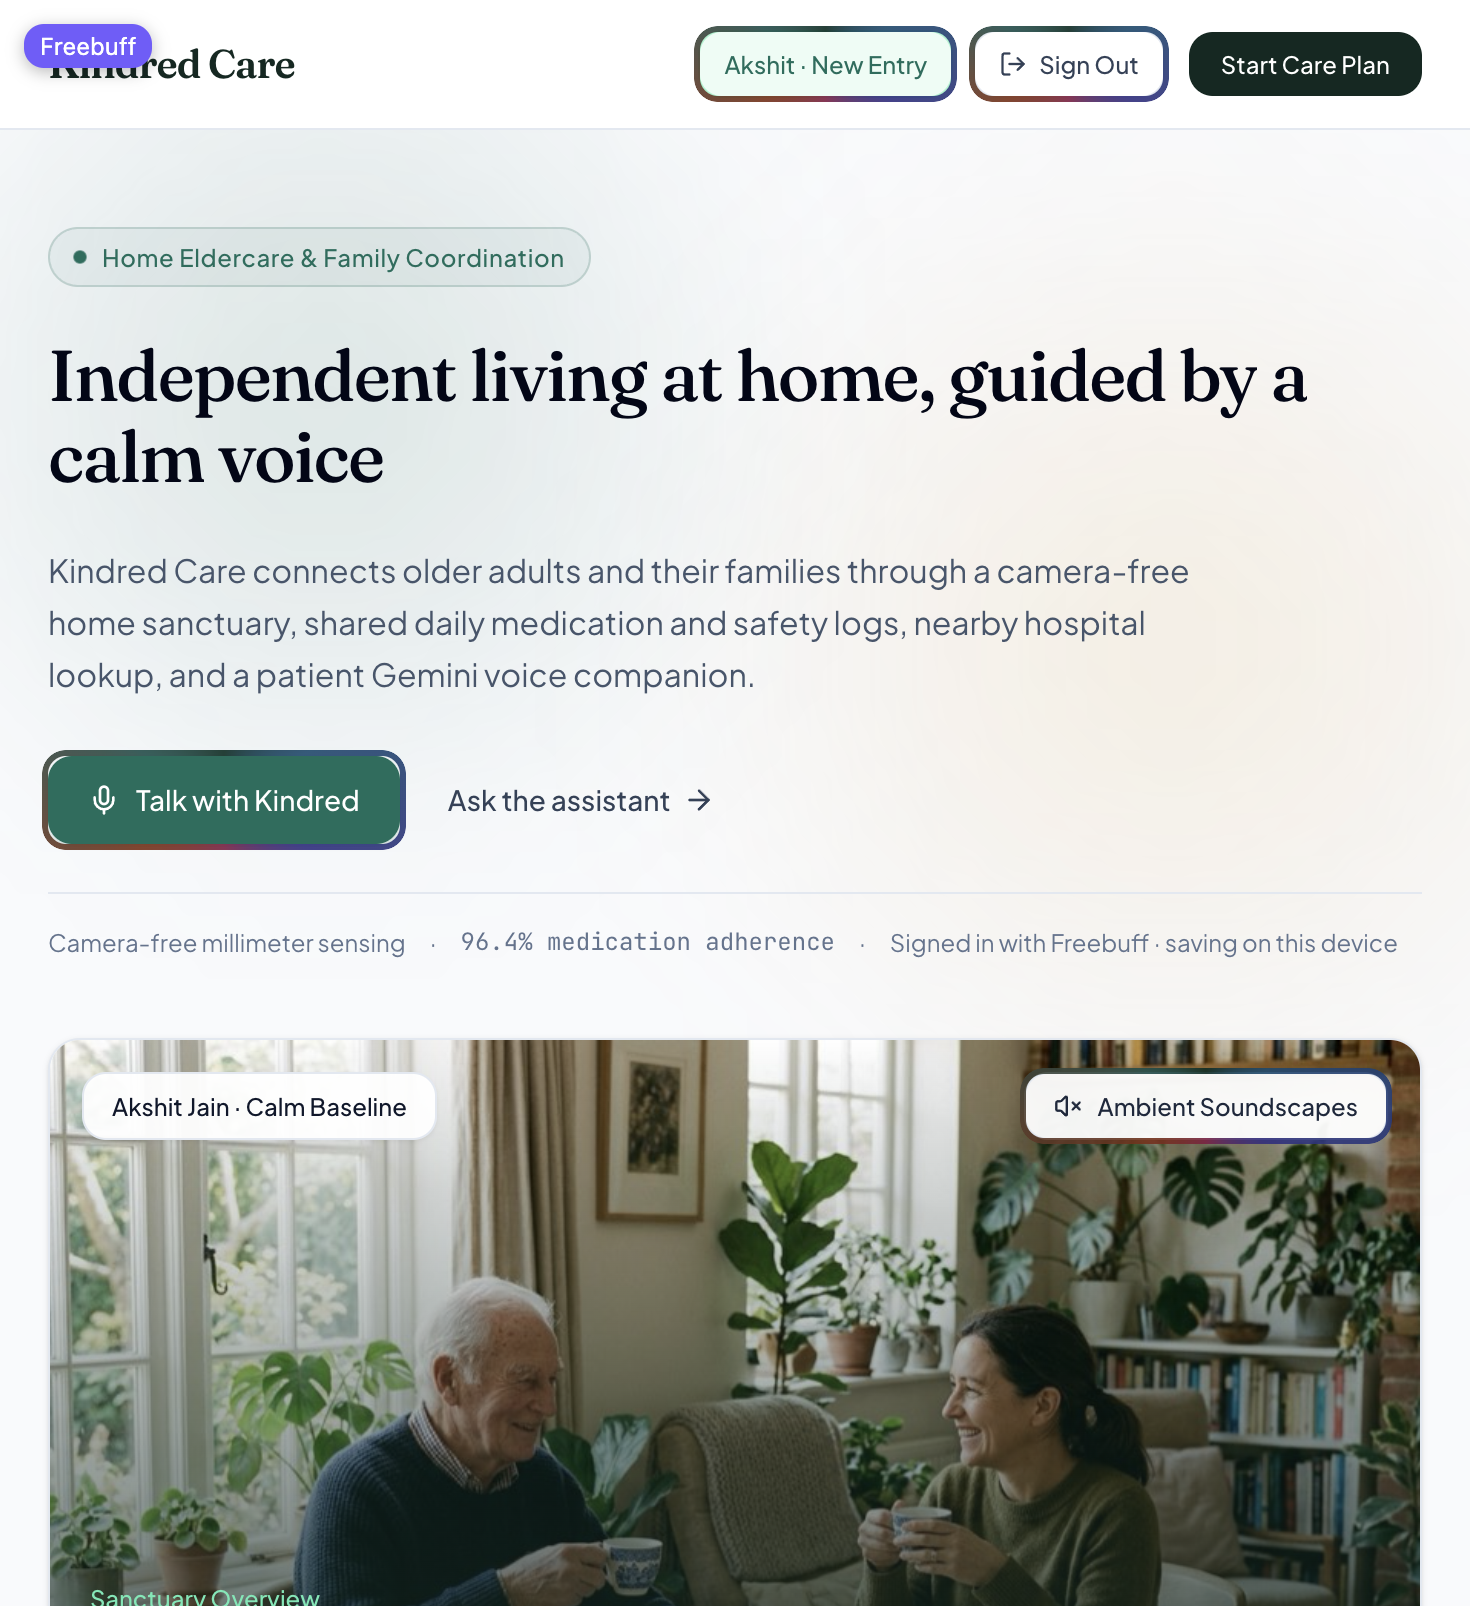 Freebuff
Kindred Care
Akshit · New Entry
Sign Out
Start Care Plan
Home Eldercare & Family Coordination
Independent living at home, guided by a
calm voice
Kindred Care connects older adults and their families through a camera-free
home sanctuary, shared daily medication and safety logs, nearby hospital
lookup, and a patient Gemini voice companion.
Talk with Kindred
Ask the assistant →
Camera-free millimeter sensing · 96.4% medication adherence · Signed in with Freebuff · saving on this device
Akshit Jain · Calm Baseline
Ambient Soundscapes
Sanctuary Overview